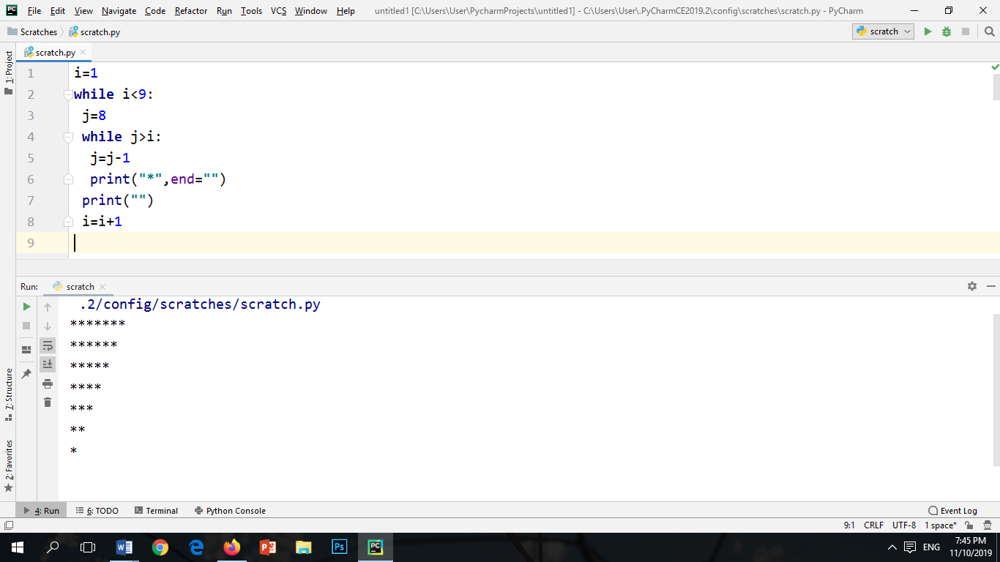 File Edit View Navigate Code Refactor Run Tools VCS Window Help untitled1 [C:\Users\User\PycharmProjects\untitled1] - C:\Users\User\.PyCharmCE2019.2\config\scratches\scratch.py - PyCharm
Scratches scratch.py scratch
scratch.py
1: Project
1 i=1
2 while i<9:
3  j=8
4  while j>i:
5   j=j-1
6   print("*",end="")
7  print("")
8  i=i+1
9
Run: scratch
.2/config/scratches/scratch.py
*******
******
*****
****
***
**
*
7: Structure
2: Favorites
4: Run 6: TODO Terminal Python Console Event Log
9:1 CRLF UTF-8 1 space*
ENG 7:45 PM
11/10/2019